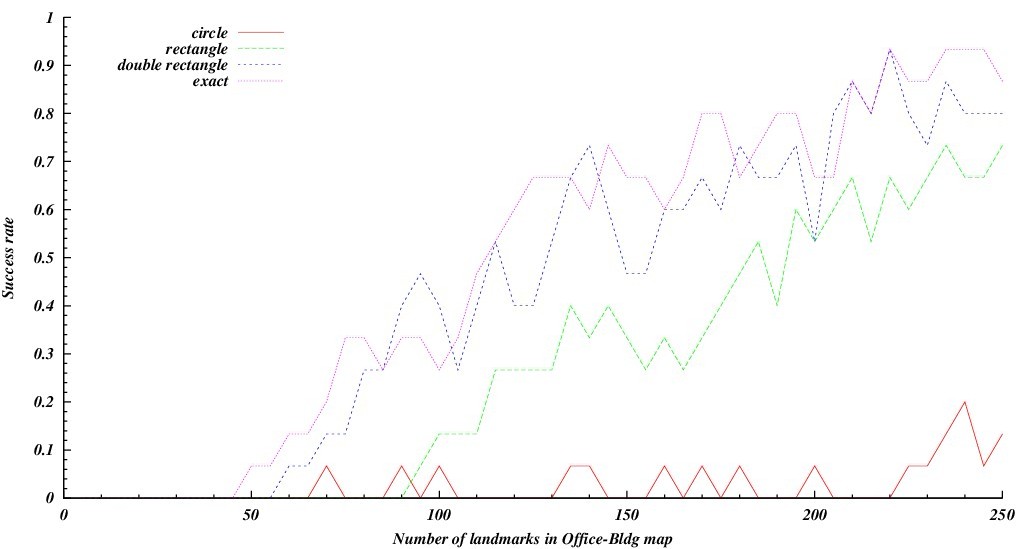 1
0.9
0.8
0.7
0.6
0.5
0.4
0.3
0.2
0.1
0
Success rate
circle
rectangle
double rectangle
exact
0 50 100 150 200 250
Number of landmarks in Office-Bldg map